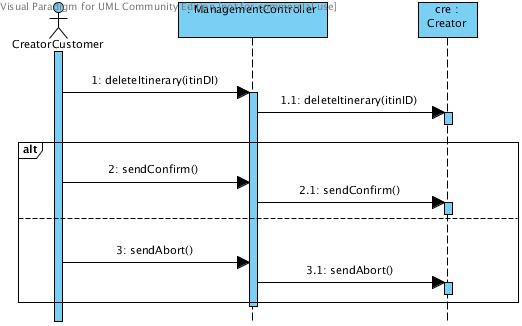 Visual Paradigm for UML Community Edition [not for commercial use]
: ManagementController
cre :
Creator
CreatorCustomer
1: deleteItinerary(itinDI)
1.1: deleteItinerary(itinID)
alt
2: sendConfirm()
2.1: sendConfirm()
3: sendAbort()
3.1: sendAbort()